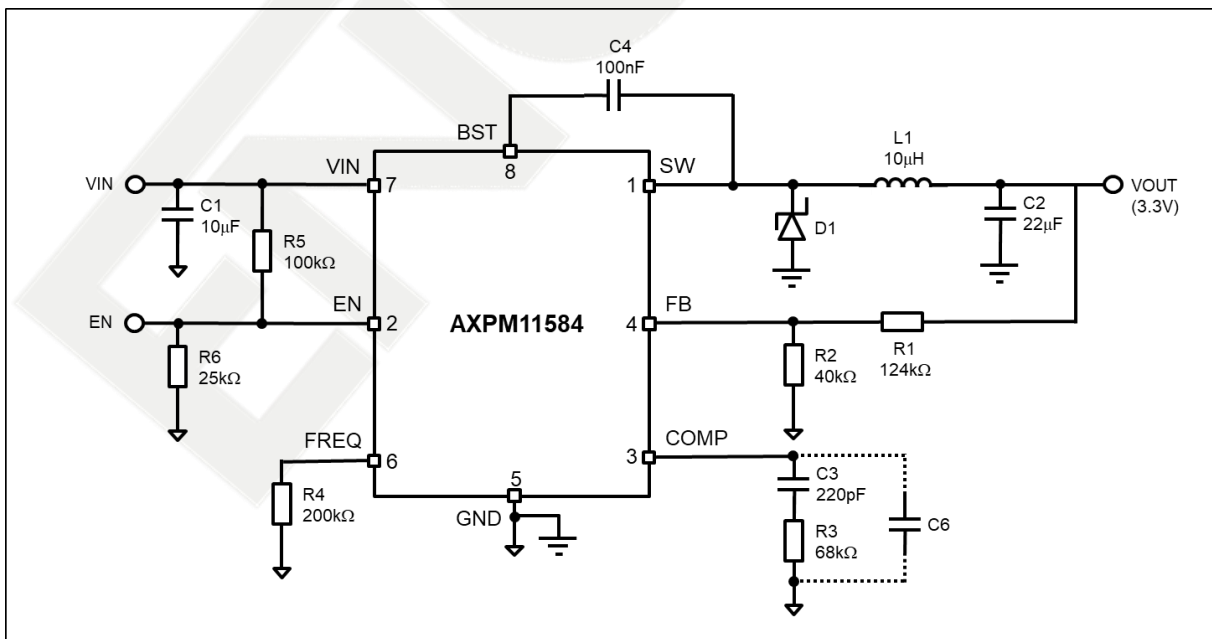 C4
100nF
BST
8
L1
10μH
VIN
VIN
7
SW
1
VOUT
(3.3V)
C1
10μF
R5
100kΩ
D1
C2
22μF
EN
EN
2
AXPM11584
FB
4
R6
25kΩ
R2
40kΩ
R1
124kΩ
FREQ
6
COMP
3
R4
200kΩ
5
GND
C3
220pF
R3
68kΩ
C6